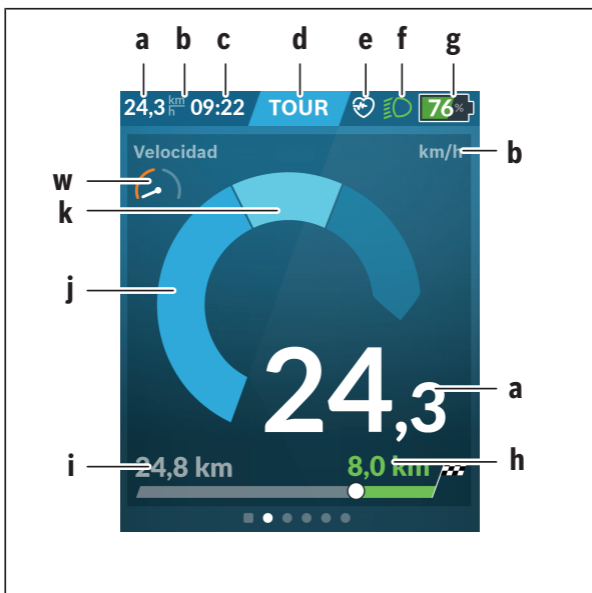 a b c d e f g
24,3 km/h 09:22 TOUR 76%
Velocidad km/h b
w
k
j
24,3 a
i 24,8 km 8,0 km h